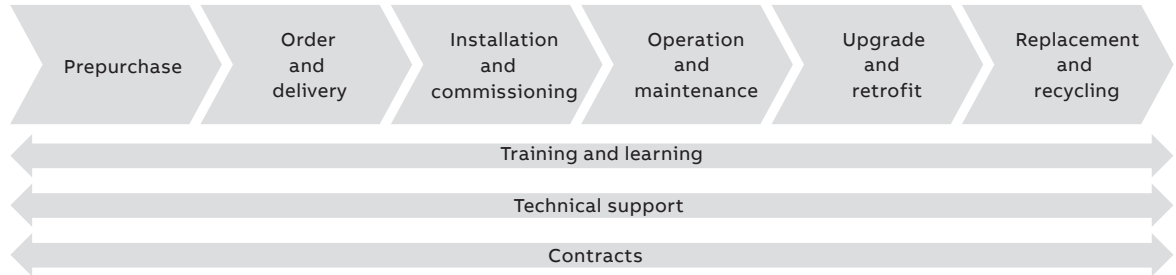 Prepurchase
Order
and
delivery
Installation
and
commissioning
Operation
and
maintenance
Upgrade
and
retrofit
Replacement
and
recycling
Training and learning
Technical support
Contracts